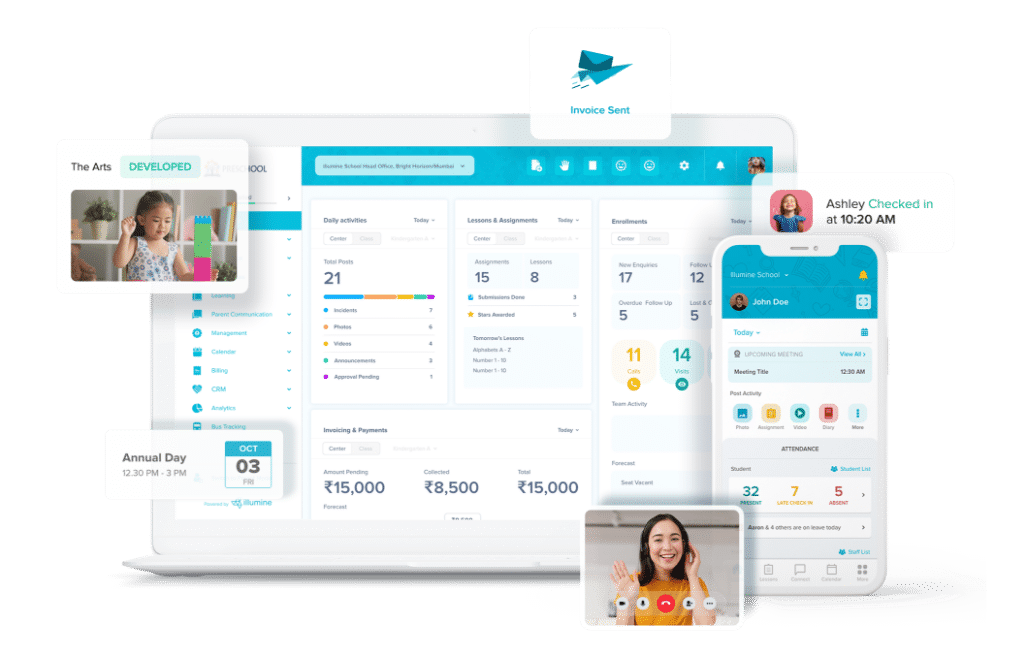 Invoice Sent
The Arts
DEVELOPED
Illumine School Head Office, Bright Horizon/Mumbai
Daily activities
Today
Center
Class
Total Posts
21
Incidents 7
Photos 6
Videos 4
Announcements 3
Approval Pending 1
Lessons & Assignments
Today
Center
Class
Assignments
15
Lessons
8
Submissions Done 3
Stars Awarded 5
Tomorrow's Lessons
Alphabets A - Z
Number 1 - 10
Number 1 - 10
Enrollments
Today
Center
Class
New Enquiries
17
Follow
12
Overdue Follow Up
5
Lost &
5
11
Calls
14
Visits
Team Activity
Forecast
Seat Vacant
Learning
Parent Communication
Management
Calendar
Billing
CRM
Analytics
Bus Tracking
Powered by illumine
Annual Day
12.30 PM - 3 PM
OCT
03
FRI
Invoicing & Payments
Today
Center
Class
Amount Pending
₹15,000
Collected
₹8,500
Total
₹15,000
Forecast
Ashley Checked in
at 10:20 AM
Illumine School
John Doe
Today
UPCOMING MEETING
View All
Meeting Title
12:30 AM
Post Activity
Photo
Assignment
Video
Diary
More
ATTENDANCE
Student
Student List
32
PRESENT
7
LATE CHECK IN
5
ABSENT
Aaron & 4 others are on leave today
Staff List
Connect
Calendar
More